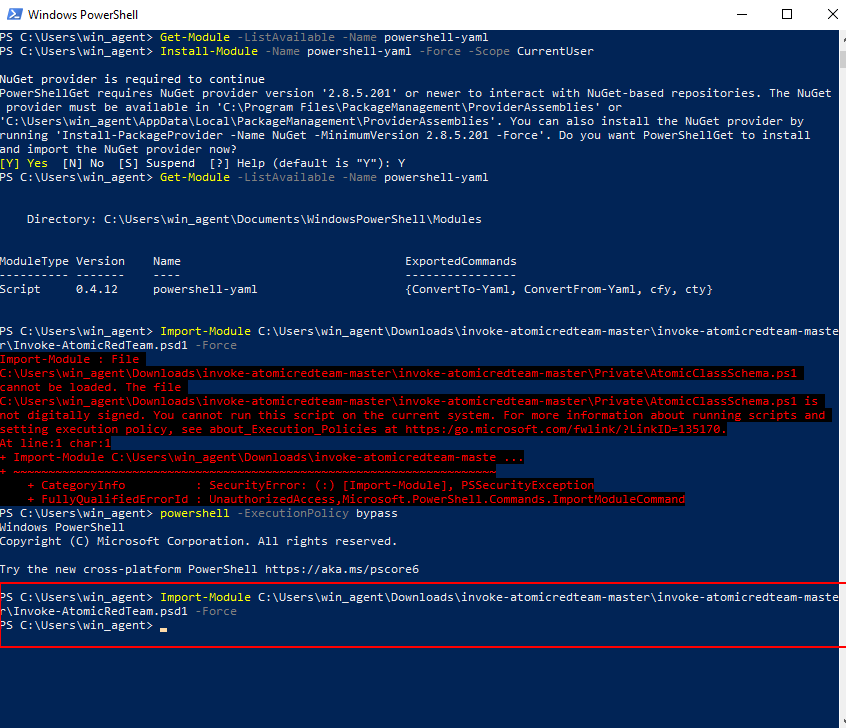 Windows PowerShell
PS C:\Users\win_agent> Get-Module -ListAvailable -Name powershell-yaml
PS C:\Users\win_agent> Install-Module -Name powershell-yaml -Force -Scope CurrentUser
NuGet provider is required to continue
PowerShellGet requires NuGet provider version '2.8.5.201' or newer to interact with NuGet-based repositories. The NuGet
 provider must be available in 'C:\Program Files\PackageManagement\ProviderAssemblies' or
'C:\Users\win_agent\AppData\Local\PackageManagement\ProviderAssemblies'. You can also install the NuGet provider by
running 'Install-PackageProvider -Name NuGet -MinimumVersion 2.8.5.201 -Force'. Do you want PowerShellGet to install
and import the NuGet provider now?
[Y] Yes  [N] No  [S] Suspend  [?] Help (default is "Y"): Y
PS C:\Users\win_agent> Get-Module -ListAvailable -Name powershell-yaml
    Directory: C:\Users\win_agent\Documents\WindowsPowerShell\Modules
ModuleType Version    Name                                ExportedCommands
---------- -------    ----                                ----------------
Script     0.4.12     powershell-yaml                     {ConvertTo-Yaml, ConvertFrom-Yaml, cfy, cty}
PS C:\Users\win_agent> Import-Module C:\Users\win_agent\Downloads\invoke-atomicredteam-master\invoke-atomicredteam-maste
r\Invoke-AtomicRedTeam.psd1 -Force
Import-Module : File
C:\Users\win_agent\Downloads\invoke-atomicredteam-master\invoke-atomicredteam-master\Private\AtomicClassSchema.ps1
cannot be loaded. The file
C:\Users\win_agent\Downloads\invoke-atomicredteam-master\invoke-atomicredteam-master\Private\AtomicClassSchema.ps1 is
not digitally signed. You cannot run this script on the current system. For more information about running scripts and
setting execution policy, see about_Execution_Policies at https:/go.microsoft.com/fwlink/?LinkID=135170.
At line:1 char:1
+ Import-Module C:\Users\win_agent\Downloads\invoke-atomicredteam-maste ...
+ ~~~~~~~~~~~~~~~~~~~~~~~~~~~~~~~~~~~~~~~~~~~~~~~~~~~~~~~~~~~~~~~~~~~~~
    + CategoryInfo          : SecurityError: (:) [Import-Module], PSSecurityException
    + FullyQualifiedErrorId : UnauthorizedAccess,Microsoft.PowerShell.Commands.ImportModuleCommand
PS C:\Users\win_agent> powershell -ExecutionPolicy bypass
Windows PowerShell
Copyright (C) Microsoft Corporation. All rights reserved.
Try the new cross-platform PowerShell https://aka.ms/pscore6
PS C:\Users\win_agent> Import-Module C:\Users\win_agent\Downloads\invoke-atomicredteam-master\invoke-atomicredteam-maste
r\Invoke-AtomicRedTeam.psd1 -Force
PS C:\Users\win_agent>